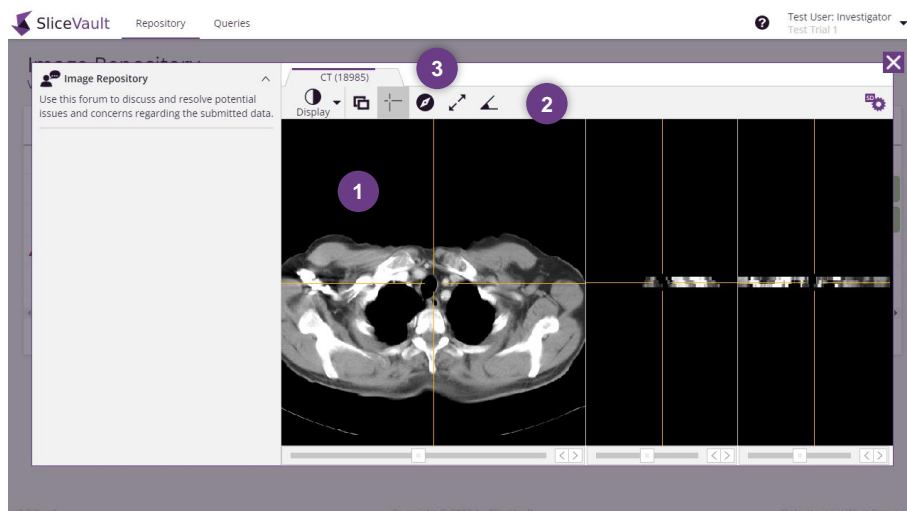 SliceVault
Repository
Queries
?
Test User: Investigator
Test Trial 1
Image Repository
Image Repository
Use this forum to discuss and resolve potential
issues and concerns regarding the submitted data.
CT (18985)
3
Display
2
SD
1